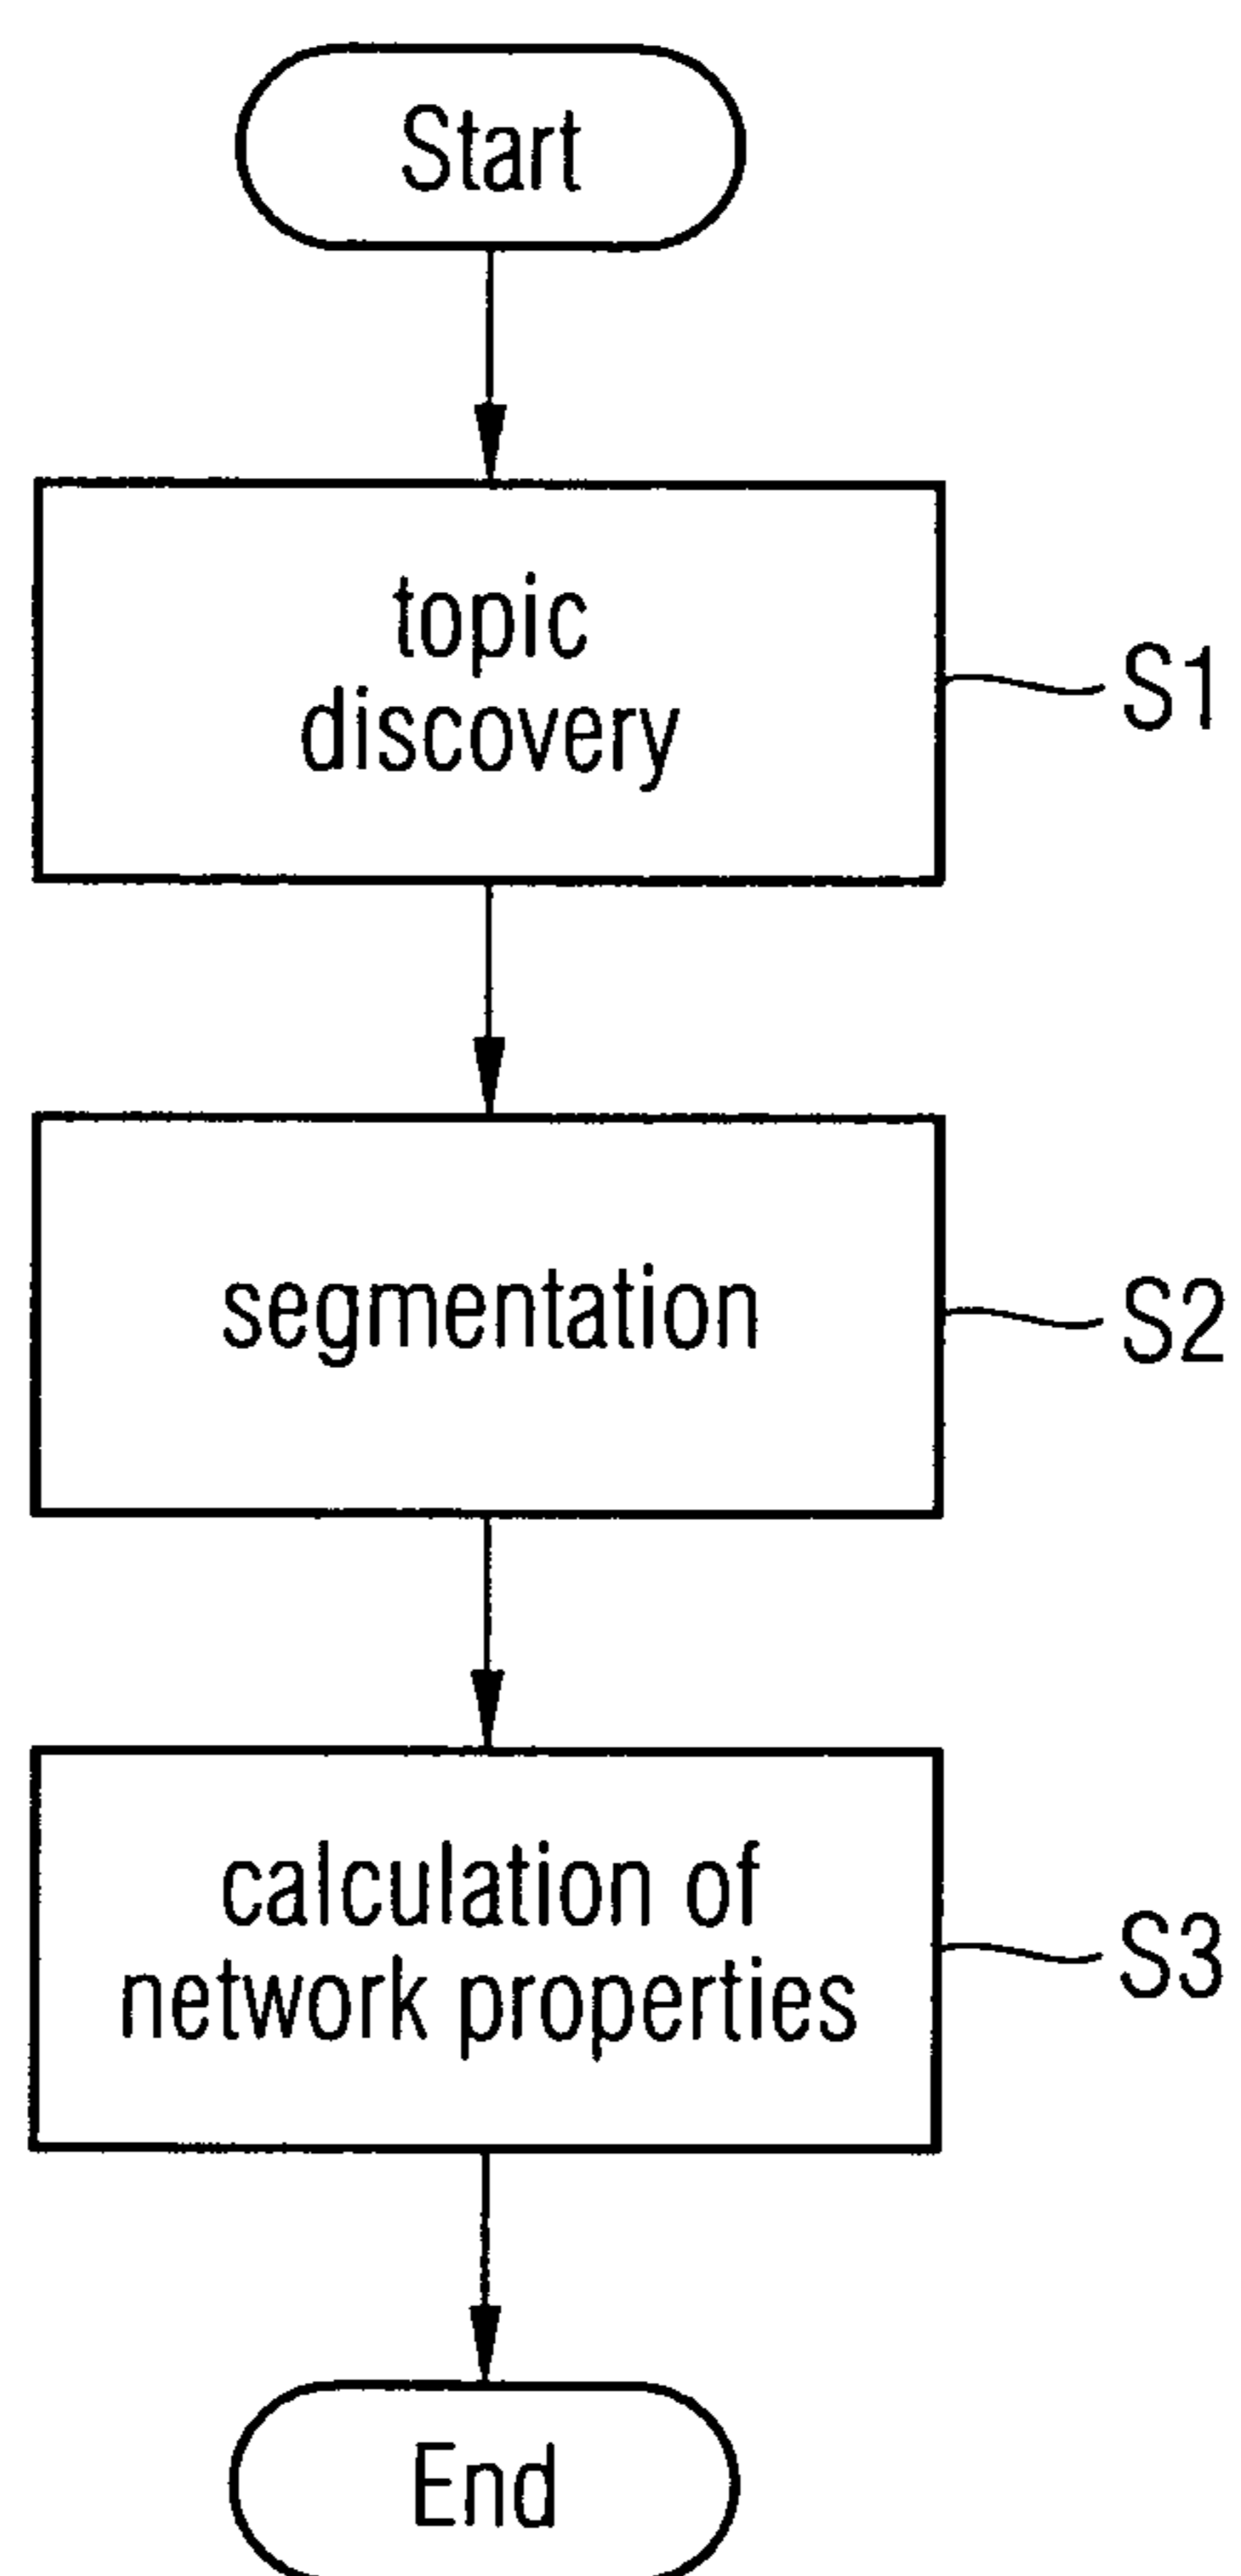 Start
topic
discovery
S1
segmentation
S2
calculation of
network properties
S3
End